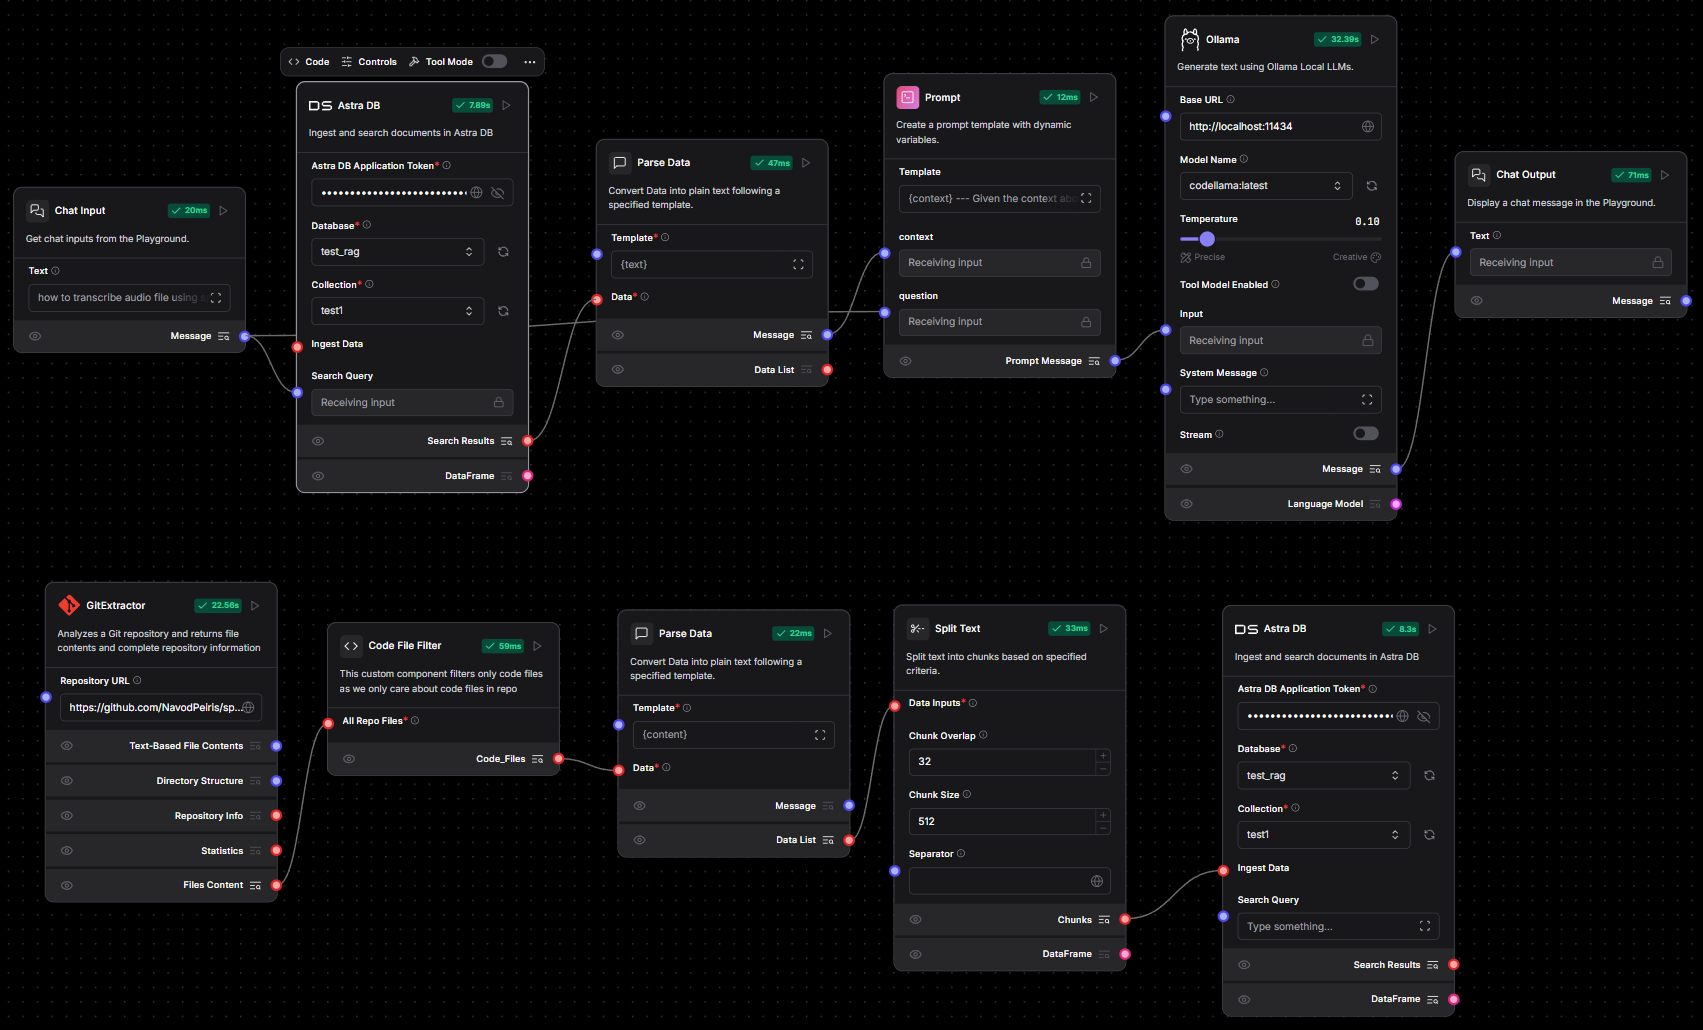 Code
Controls
Tool Mode
Chat Input
20ms
Get chat inputs from the Playground.
Text
how to transcribe audio file using
Message
DS Astra DB
7.89s
Ingest and search documents in Astra DB
Astra DB Application Token*
••••••••••••••••••••••••••
Database*
test_rag
Collection*
test1
Ingest Data
Search Query
Receiving input
Search Results
DataFrame
Parse Data
47ms
Convert Data into plain text following a
specified template.
Template*
{text}
Data*
Message
Data List
Prompt
12ms
Create a prompt template with dynamic
variables.
Template
{context} --- Given the context abo
context
Receiving input
question
Receiving input
Prompt Message
Ollama
32.39s
Generate text using Ollama Local LLMs.
Base URL
http://localhost:11434
Model Name
codellama:latest
Temperature
0.10
Precise
Creative
Tool Model Enabled
Input
Receiving input
System Message
Type something...
Stream
Message
Language Model
Chat Output
71ms
Display a chat message in the Playground.
Text
Receiving input
Message
GitExtractor
22.56s
Analyzes a Git repository and returns file
contents and complete repository information
Repository URL
https://github.com/NavodPeiris/sp...
Text-Based File Contents
Directory Structure
Repository Info
Statistics
Files Content
Code File Filter
59ms
This custom component filters only code files
as we only care about code files in repo
All Repo Files*
Code_Files
Parse Data
22ms
Convert Data into plain text following a
specified template.
Template*
{content}
Data*
Message
Data List
Split Text
33ms
Split text into chunks based on specified
criteria.
Data Inputs*
Chunk Overlap
32
Chunk Size
512
Separator
Chunks
DataFrame
DS Astra DB
8.3s
Ingest and search documents in Astra DB
Astra DB Application Token*
••••••••••••••••••••••••••
Database*
test_rag
Collection*
test1
Ingest Data
Search Query
Type something...
Search Results
DataFrame